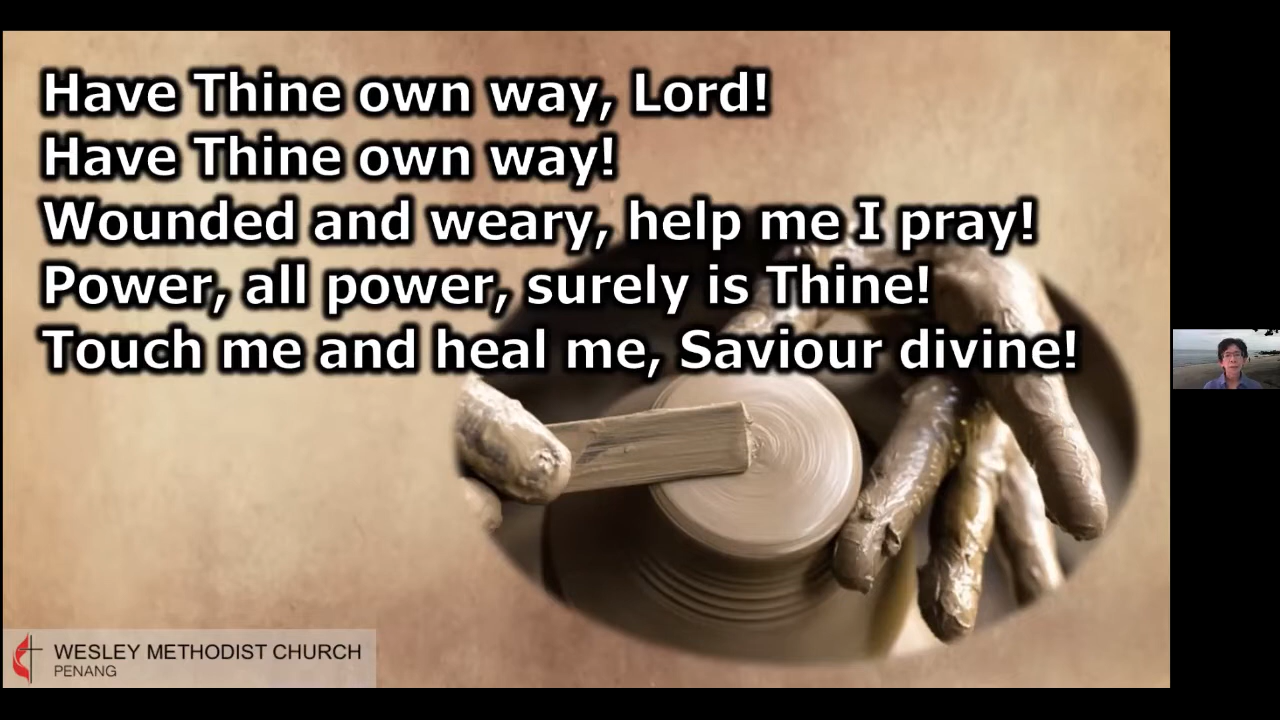 Have Thine own way, Lord!
Have Thine own way!
Wounded and weary, help me I pray!
Power, all power, surely is Thine!
Touch me and heal me, Saviour divine!
WESLEY METHODIST CHURCH
PENANG